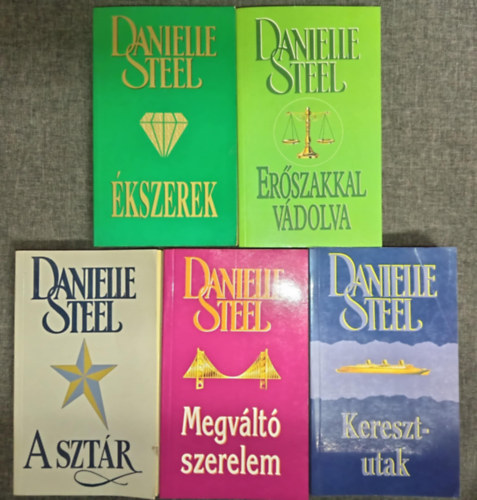 DANIELLE
STEEL
ÉKSZEREK
DANIELLE
STEEL
ERŐSZAKKAL
VÁDOLVA
DANIELLE
STEEL
A SZTÁR
DANIELLE
STEEL
Megváltó
szerelem
DANIELLE
STEEL
Kereszt-
utak